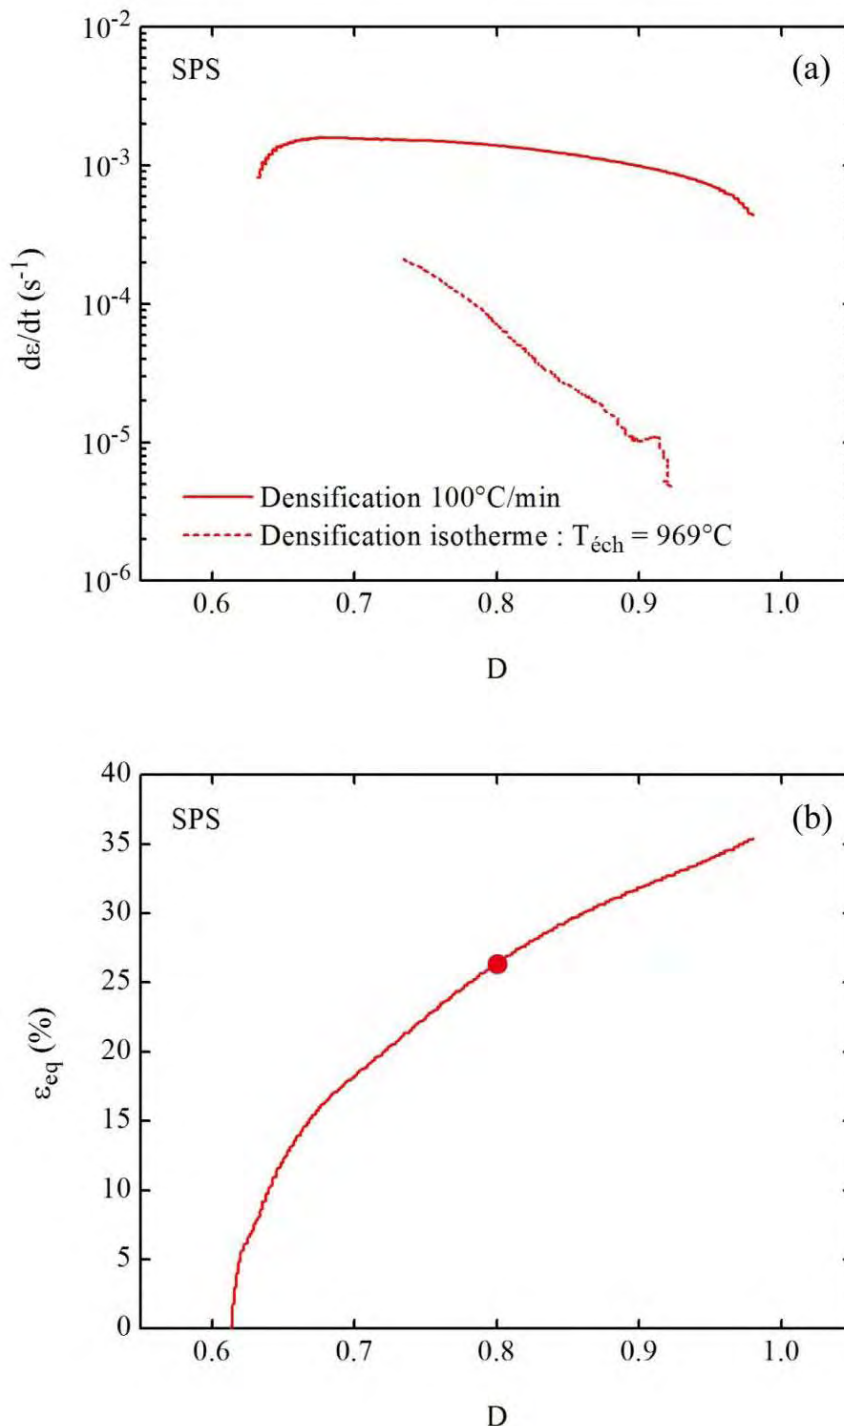 10⁻²
SPS
(a)
10⁻³
dε/dt (s⁻¹)
10⁻⁴
10⁻⁵
Densification 100°C/min
Densification isotherme : Téch = 969°C
10⁻⁶
0.6 0.7 0.8 0.9 1.0
D
40
SPS
(b)
35
30
25
εeq (%)
20
15
10
5
0
0.6 0.7 0.8 0.9 1.0
D